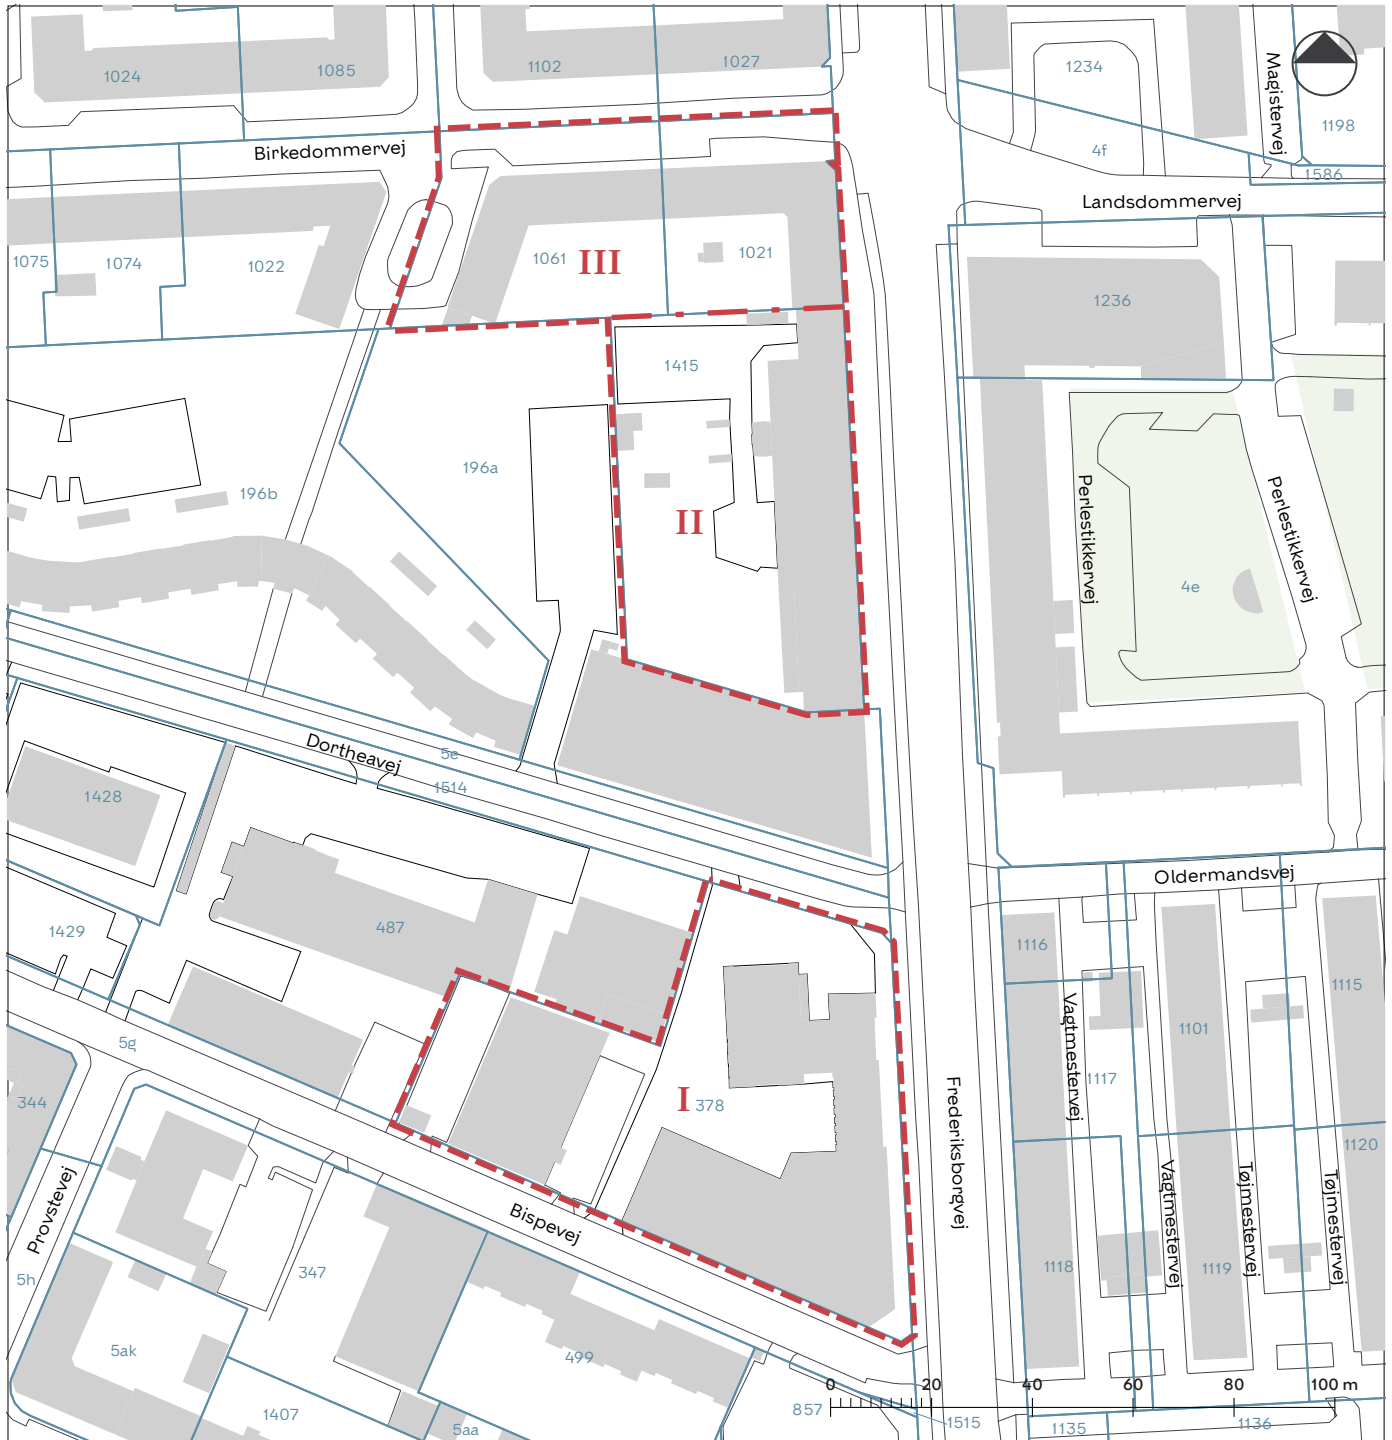 1024
1085
1102
1027
1234
Magistervej
1198
Birkedommervej
4f
1586
Landsdommervej
1075
1074
1022
1061
III
1021
1236
1415
196a
196b
II
Perlestikkervej
Perlestikkervej
4e
Dortheavej
5e
1514
1428
Oldermandsvej
1429
487
1116
1115
Vagtmestervej
1101
5g
1117
344
I
378
Frederiksborgvej
1120
Provstevej
Vagtmestervej
Tøjmestervej
Tøjmestervej
Bispevej
5h
347
1118
1119
5ak
499
0 20 40 60 80 100 m
857
1407
5aa
1515
1135
1136